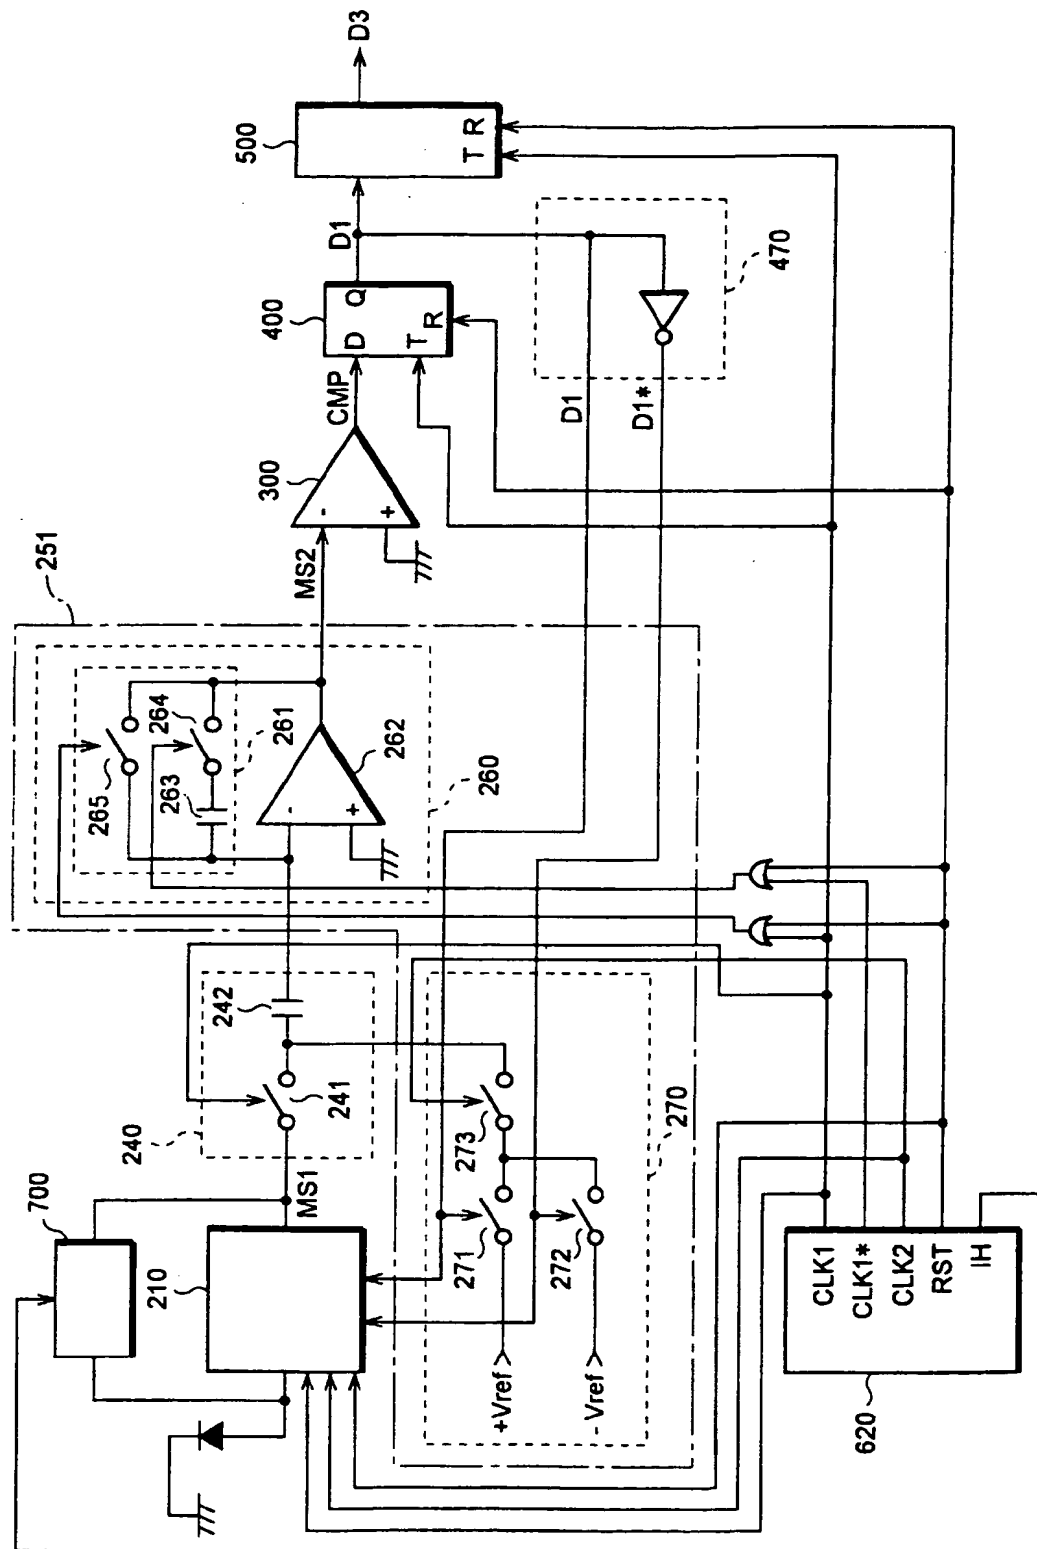 700
210
MS1
240
241
242
251
265
264
263
261
-
+
262
260
MS2
-
+
300
CMP
400
D
Q
T
R
D1
500
T
R
D3
470
D1
D1*
270
271
272
273
+Vref
-Vref
620
CLK1
CLK1*
CLK2
RST
IH